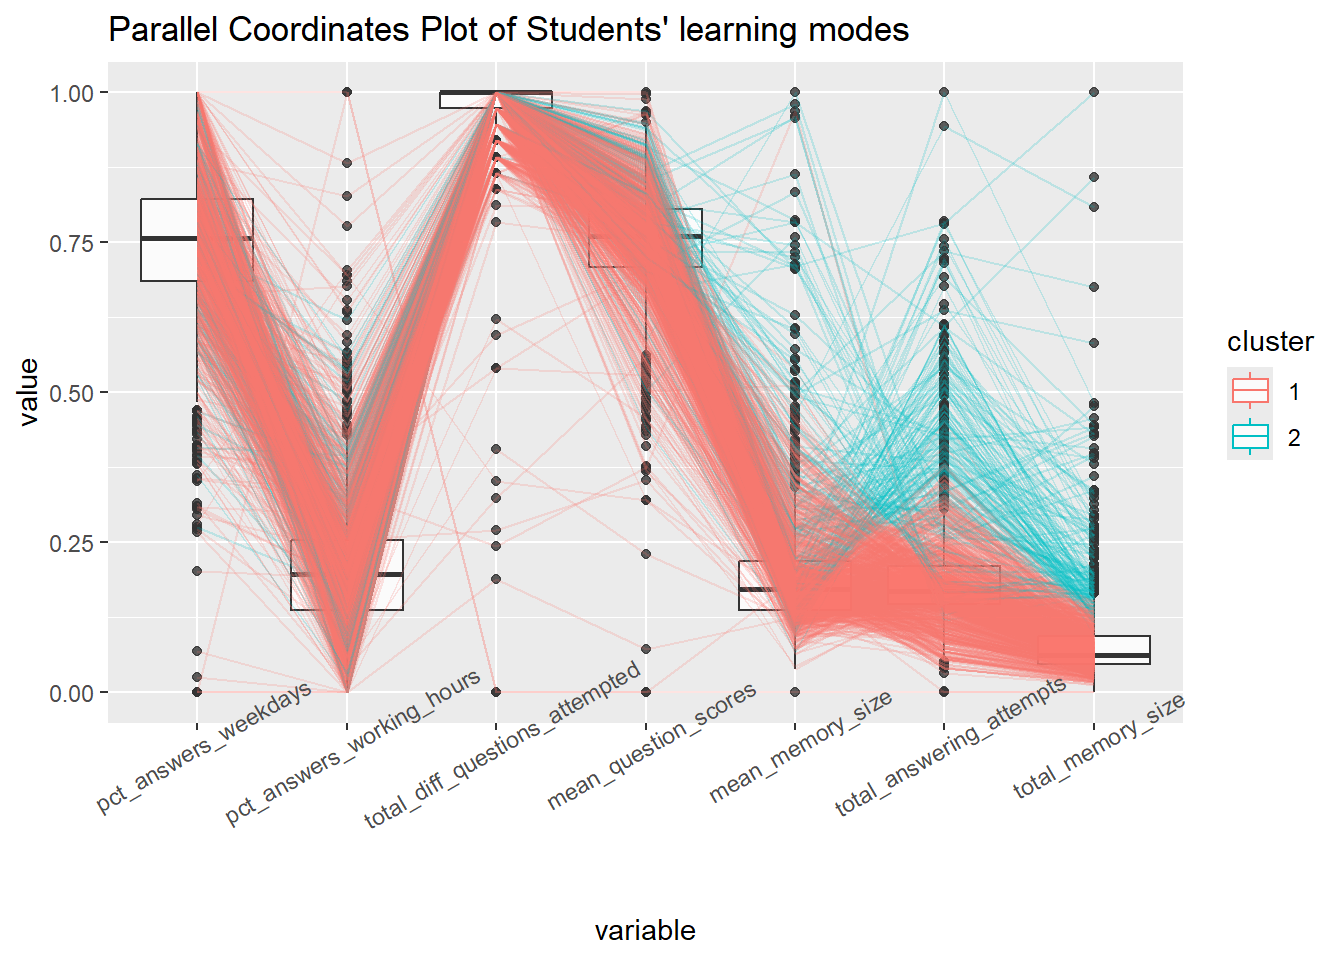 Parallel Coordinates Plot of Students' learning modes
1.00
0.75
0.50
0.25
0.00
value
pct_answers_weekdays
pct_answers_working_hours
total_diff_questions_attempted
mean_question_scores
mean_memory_size
total_answering_attempts
total_memory_size
variable
cluster
1
2